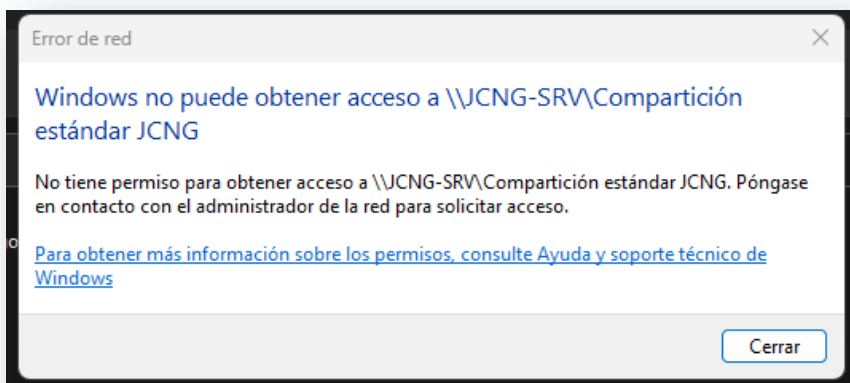 Error de red
Windows no puede obtener acceso a \\JCNG-SRV\Compartición
estándar JCNG
No tiene permiso para obtener acceso a \\JCNG-SRV\Compartición estándar JCNG. Póngase
en contacto con el administrador de la red para solicitar acceso.
Para obtener más información sobre los permisos, consulte Ayuda y soporte técnico de
Windows
Cerrar